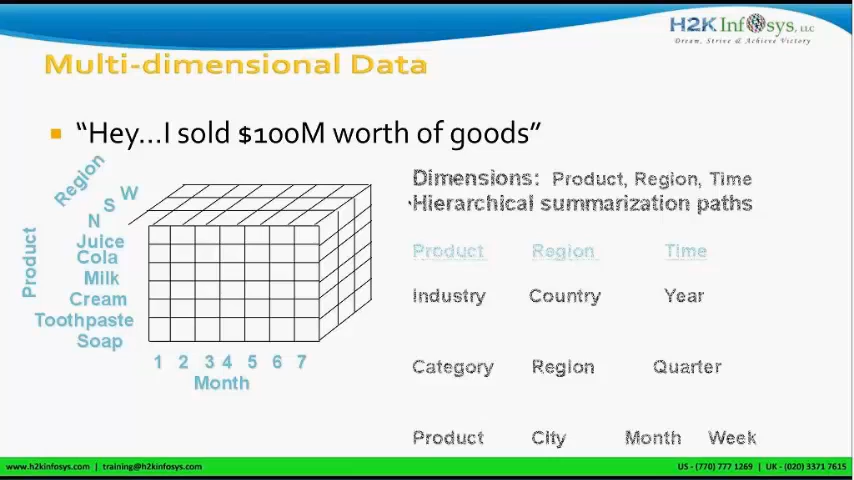 H2K Infosys, LLC
Dream, Strive & Achieve Victory
Multi-dimensional Data
"Hey...I sold $100M worth of goods"
Region
W
S
N
Product
Juice
Cola
Milk
Cream
Toothpaste
Soap
1 2 3 4 5 6 7
Month
Dimensions: Product, Region, Time
Hierarchical summarization paths
Product Region Time
Industry Country Year
Category Region Quarter
Product City Month Week
www.h2kinfosys.com | training@h2kinfosys.com
US - (770) 777 1269 | UK - (020) 3371 7615